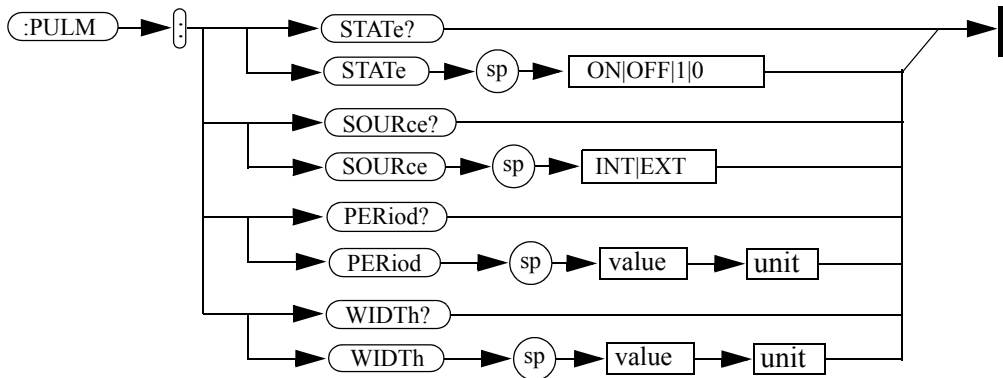 :PULM : STATe?
STATe sp ON|OFF|1|0
SOURce?
SOURce sp INT|EXT
PERiod?
PERiod sp value unit
WIDTh?
WIDTh sp value unit